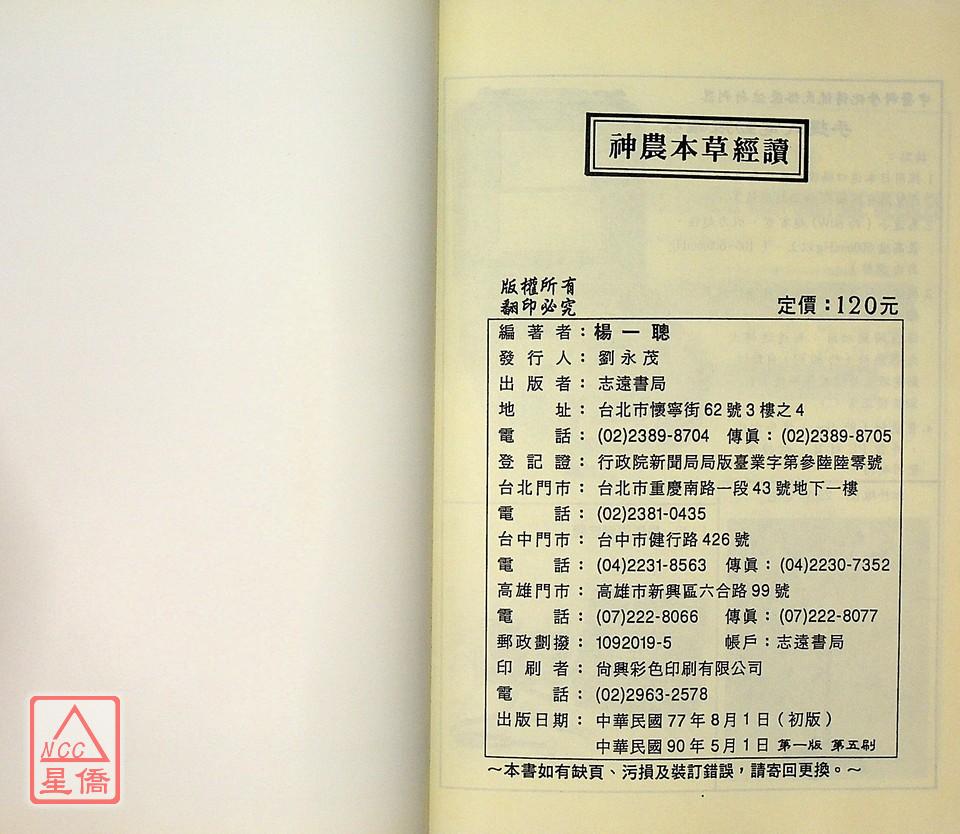 神農本草經讀
版權所有
翻印必究
定價：120元
編著者：楊一聰
發行人：劉永茂
出版者：志遠書局
地址：台北市懷寧街62號3樓之4
電話：(02)2389-8704 傳眞：(02)2389-8705
登記證：行政院新聞局局版臺業字第參陸陸零號
台北門市：台北市重慶南路一段43號地下一樓
電話：(02)2381-0435
台中門市：台中市健行路426號
電話：(04)2231-8563 傳眞：(04)2230-7352
高雄門市：高雄市新興區六合路99號
電話：(07)222-8066 傳眞：(07)222-8077
郵政劃撥：1092019-5 帳戶：志遠書局
印刷者：尙興彩色印刷有限公司
電話：(02)2963-2578
出版日期：中華民國77年8月1日（初版）
中華民國90年5月1日 第一版 第五刷
～本書如有缺頁、污損及裝訂錯誤，請寄回更換。～
NCC
星僑